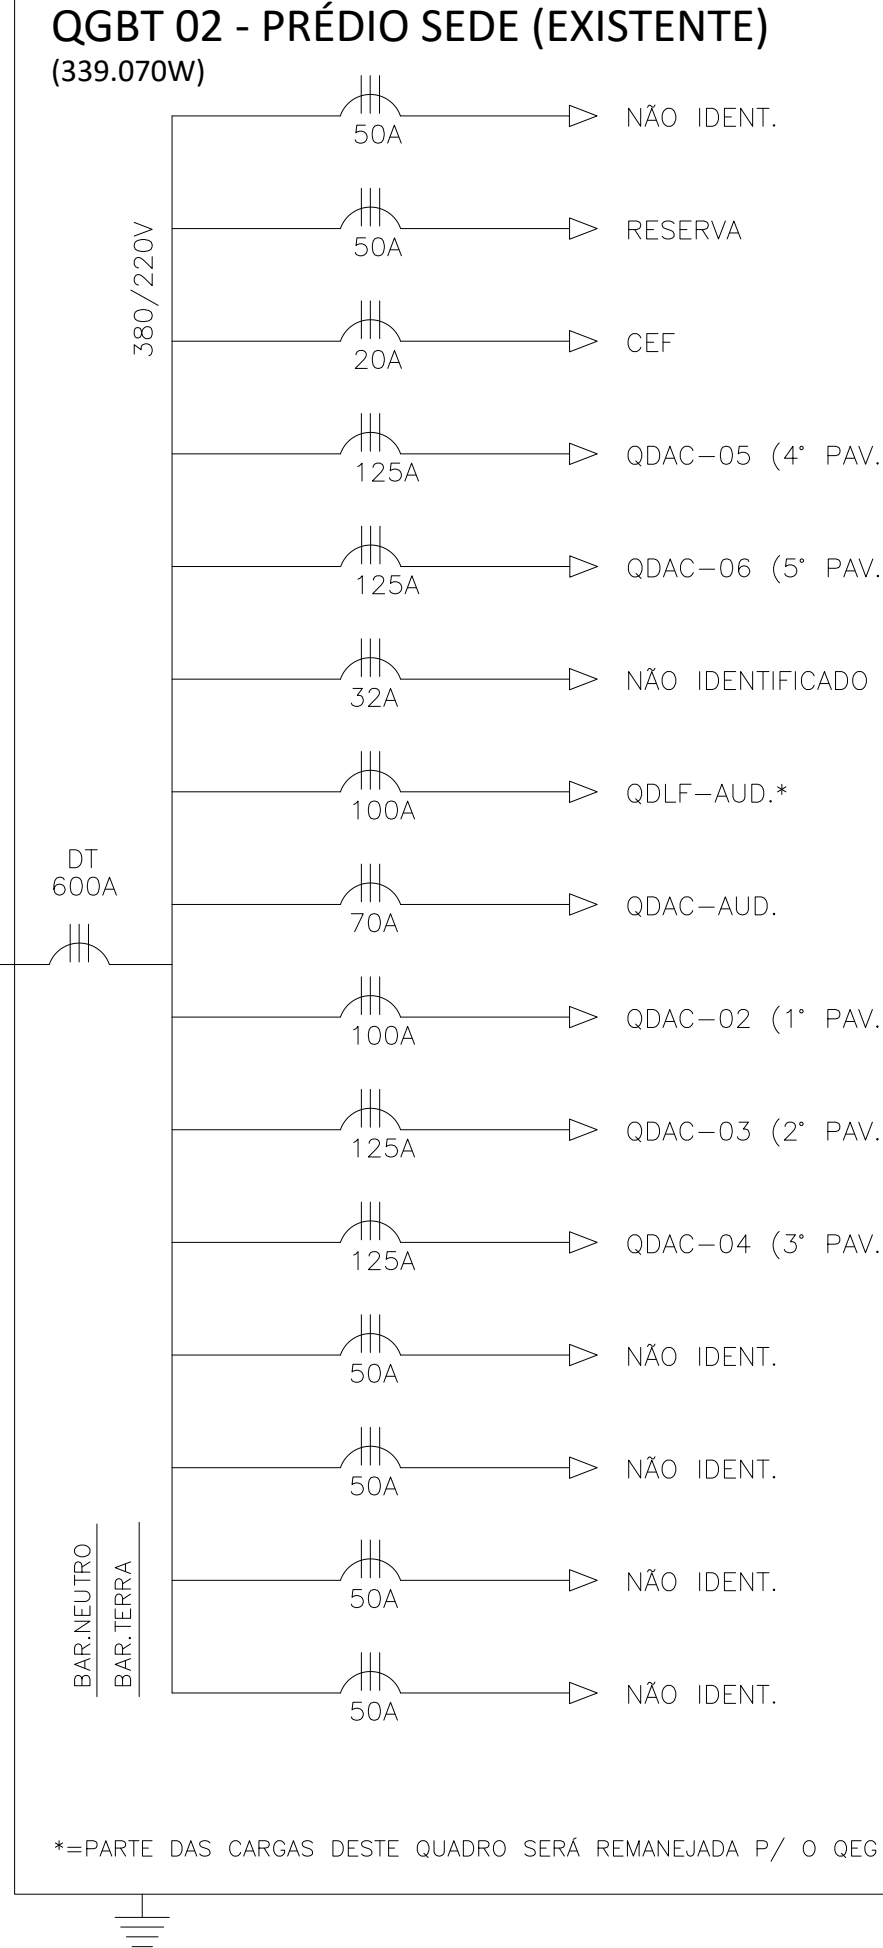 QGBT 02 - PRÉDIO SEDE (EXISTENTE)
(339.070W)
380/220V
50A
NÃO IDENT.
50A
RESERVA
20A
CEF
125A
QDAC-05 (4° PAV.
125A
QDAC-06 (5° PAV.
32A
NÃO IDENTIFICADO
100A
QDLF-AUD.*
DT
600A
70A
QDAC-AUD.
100A
QDAC-02 (1° PAV.
125A
QDAC-03 (2° PAV.
125A
QDAC-04 (3° PAV.
50A
NÃO IDENT.
50A
NÃO IDENT.
50A
NÃO IDENT.
50A
NÃO IDENT.
BAR.NEUTRO
BAR.TERRA
*=PARTE DAS CARGAS DESTE QUADRO SERÁ REMANEJADA P/ O QEG